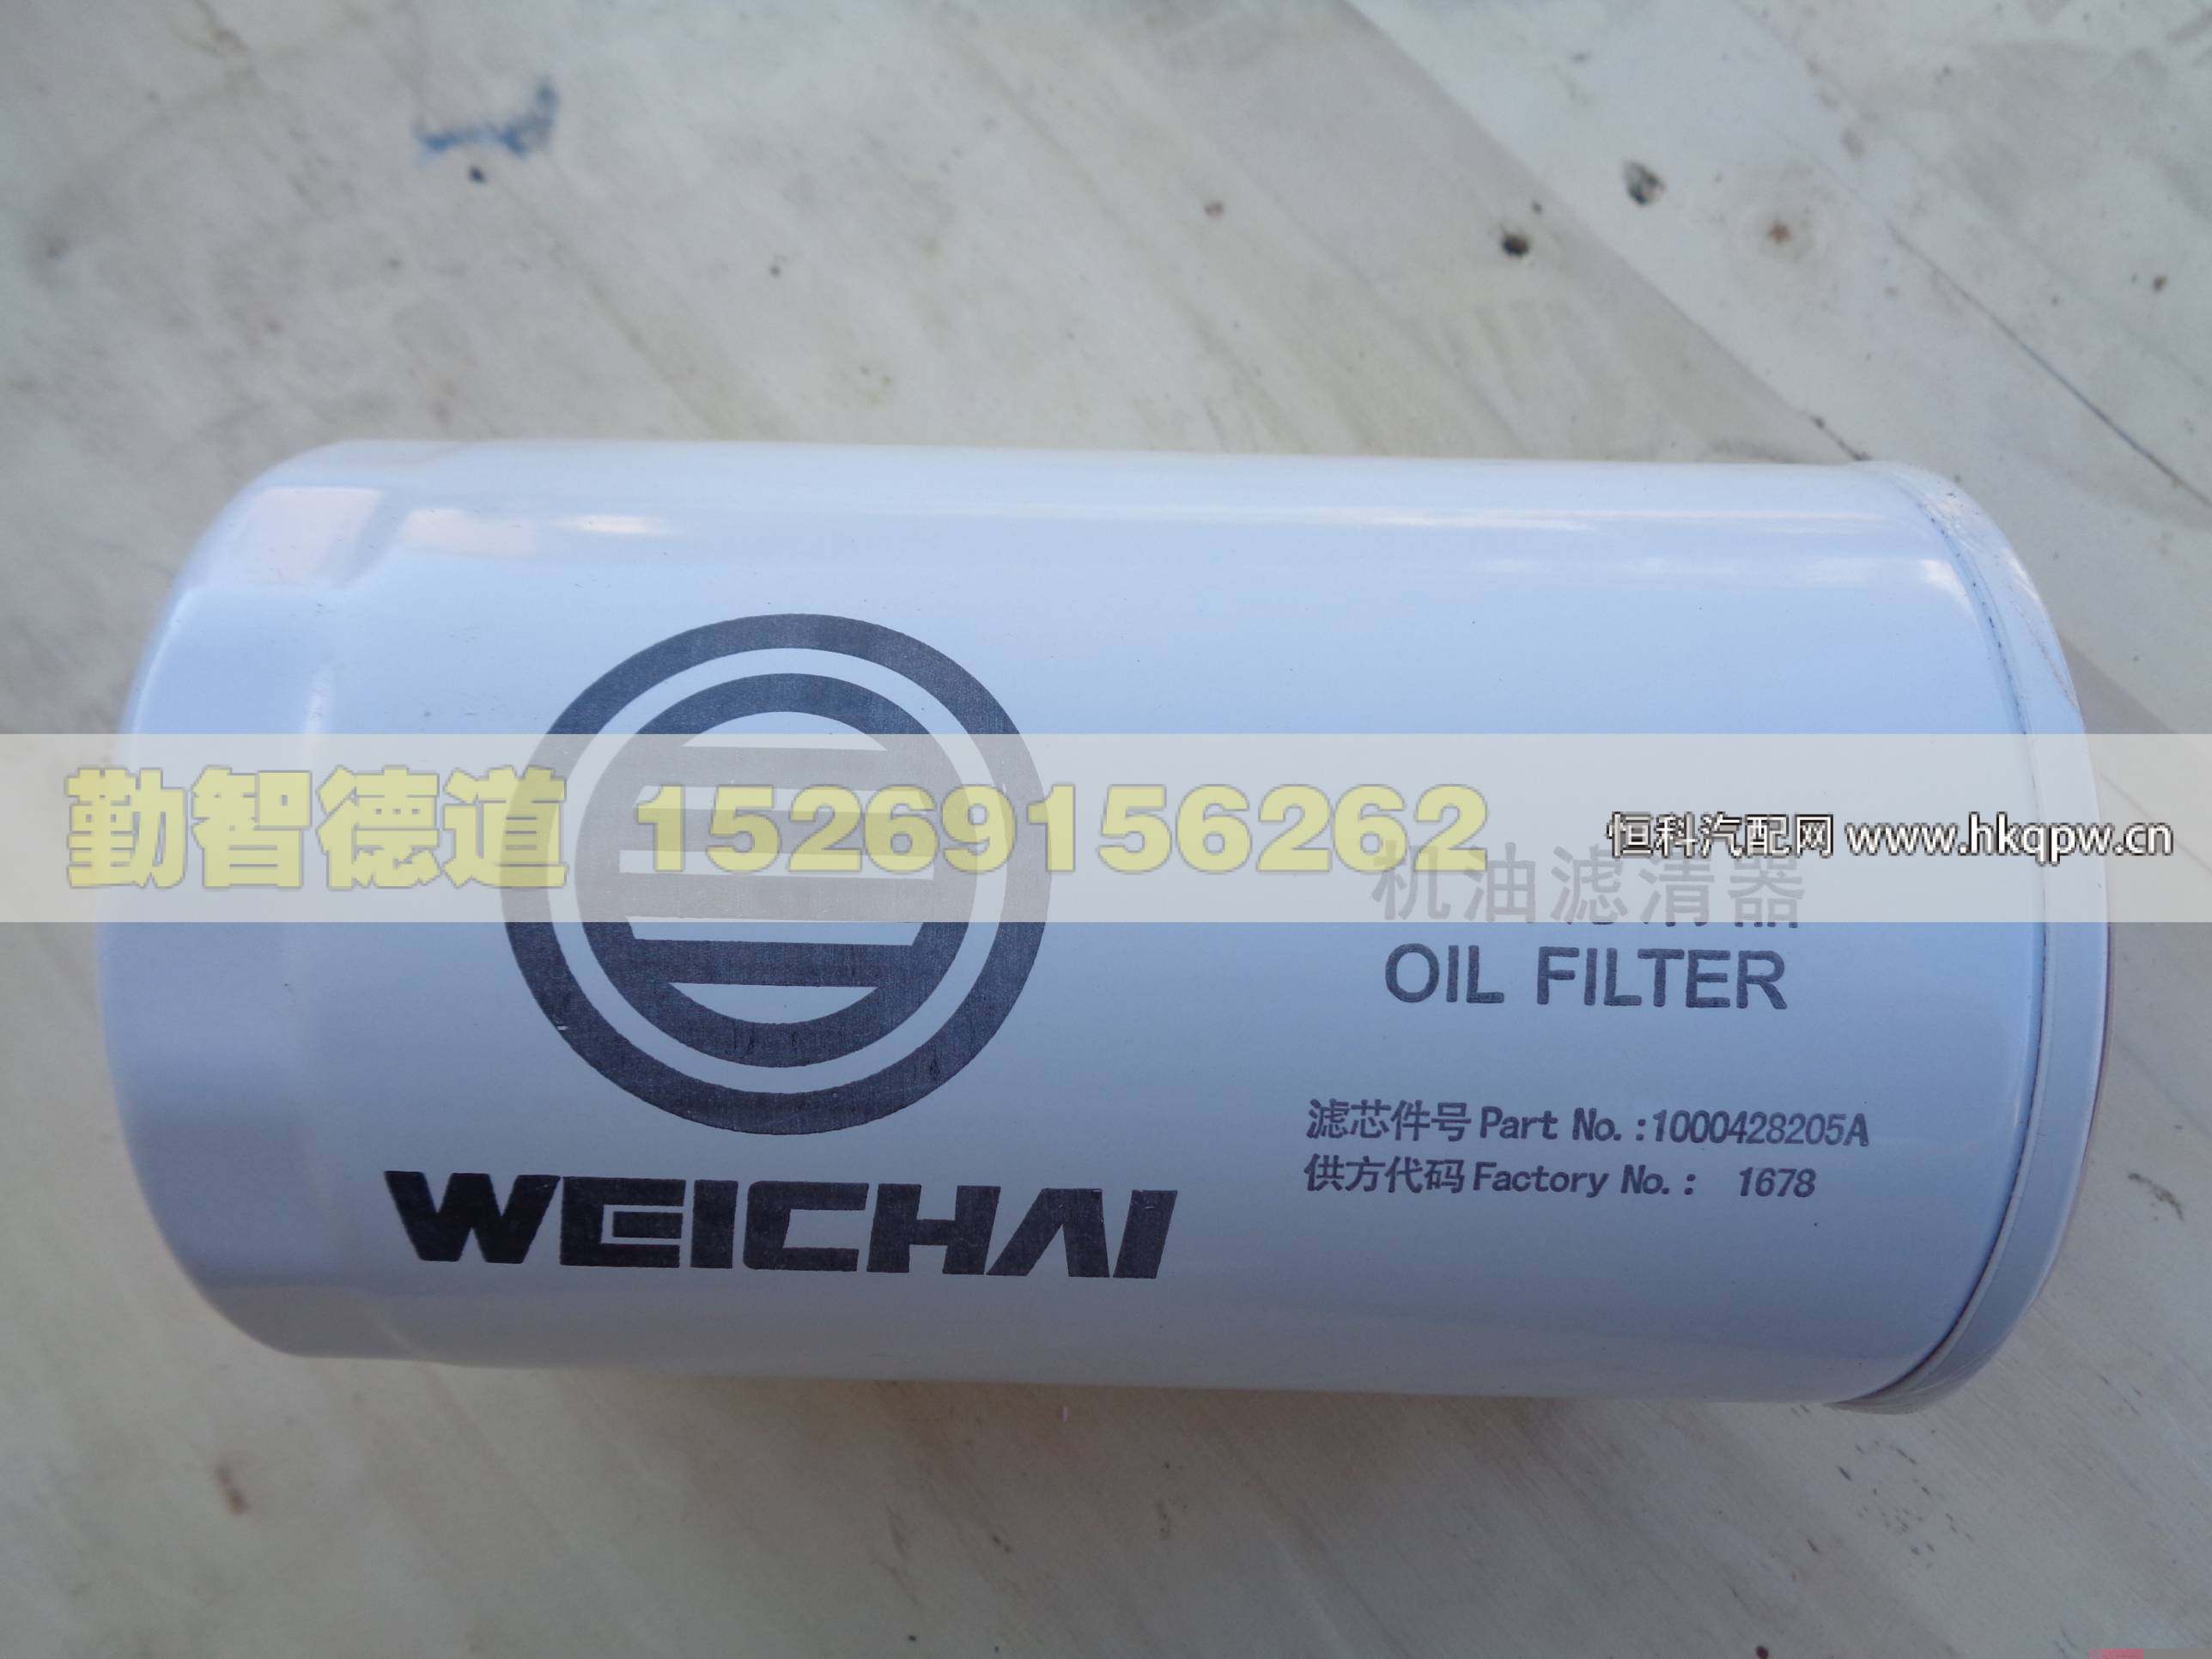 勤智德道 15269156262
恒科汽配网 www.hkqpw.cn
机油滤清器
OIL FILTER
滤芯件号 Part No.:1000428205A
供方代码 Factory No.: 1678
WEICHAI